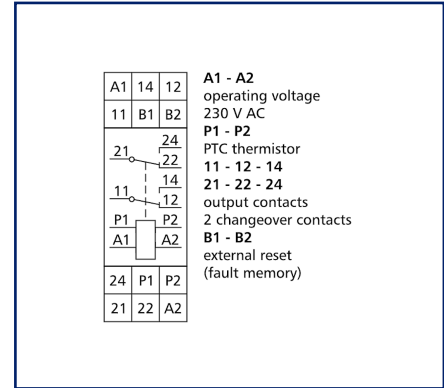 A1 14 12
11 B1 B2
24
21 22
14
11 12
P1 P2
A1 A2
24 P1 P2
21 22 A2
A1 - A2
operating voltage
230 V AC
P1 - P2
PTC thermistor
11 - 12 - 14
21 - 22 - 24
output contacts
2 changeover contacts
B1 - B2
external reset
(fault memory)